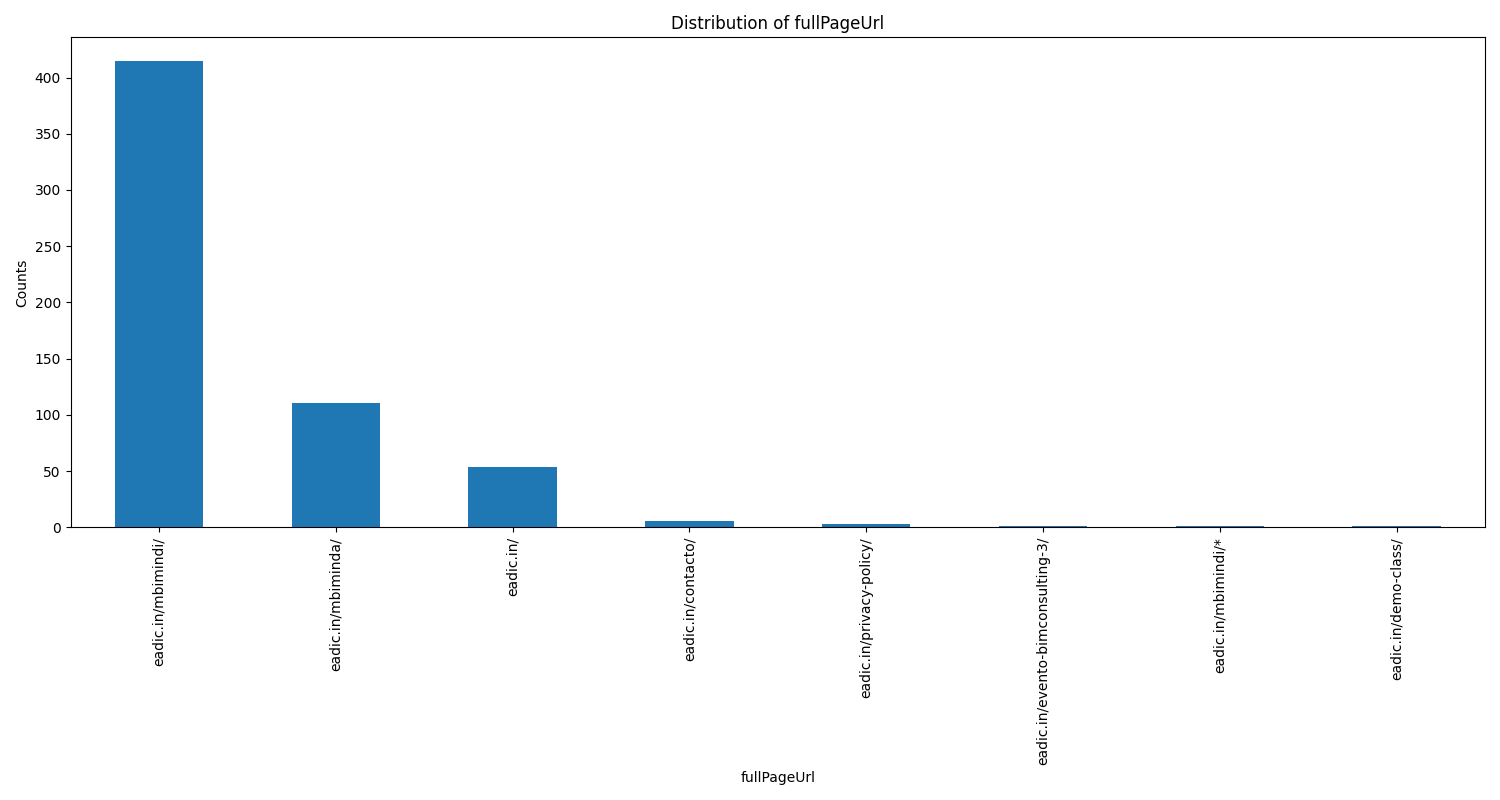 Distribution of fullPageUrl
400
350
300
250
200
150
100
50
0
Counts
eadic.in/mbimindi/
eadic.in/mbiminda/
eadic.in/
eadic.in/contacto/
eadic.in/privacy-policy/
eadic.in/evento-bimconsulting-3/
eadic.in/mbimindi/*
eadic.in/demo-class/
fullPageUrl